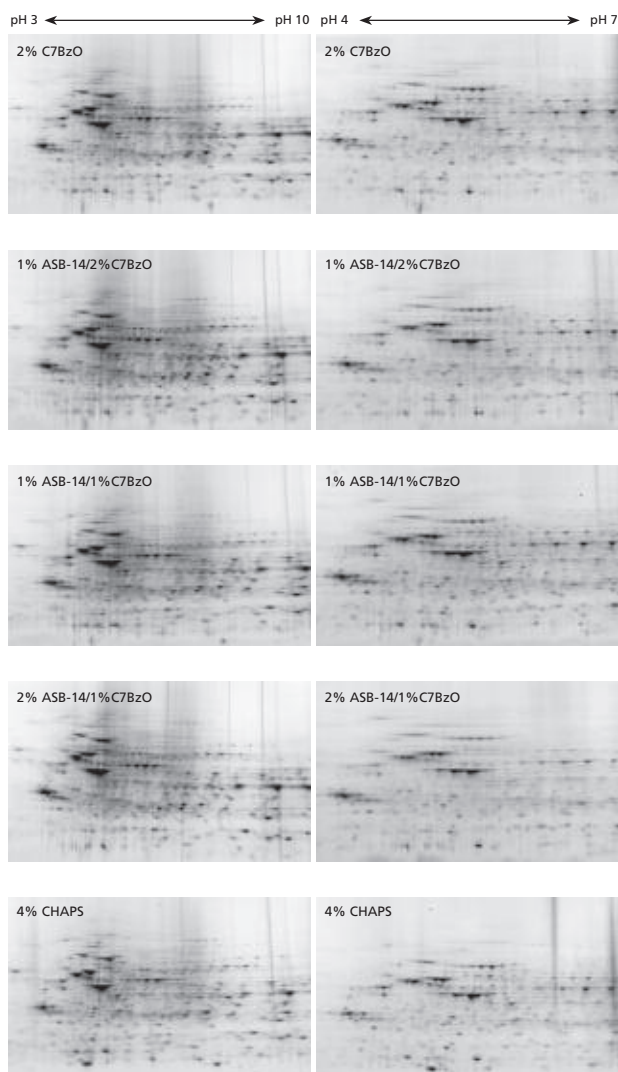 pH 3 pH 10 pH 4 pH 7
2% C7BzO 2% C7BzO
1% ASB-14/2%C7BzO 1% ASB-14/2%C7BzO
1% ASB-14/1%C7BzO 1% ASB-14/1%C7BzO
2% ASB-14/1%C7BzO 2% ASB-14/1%C7BzO
4% CHAPS 4% CHAPS